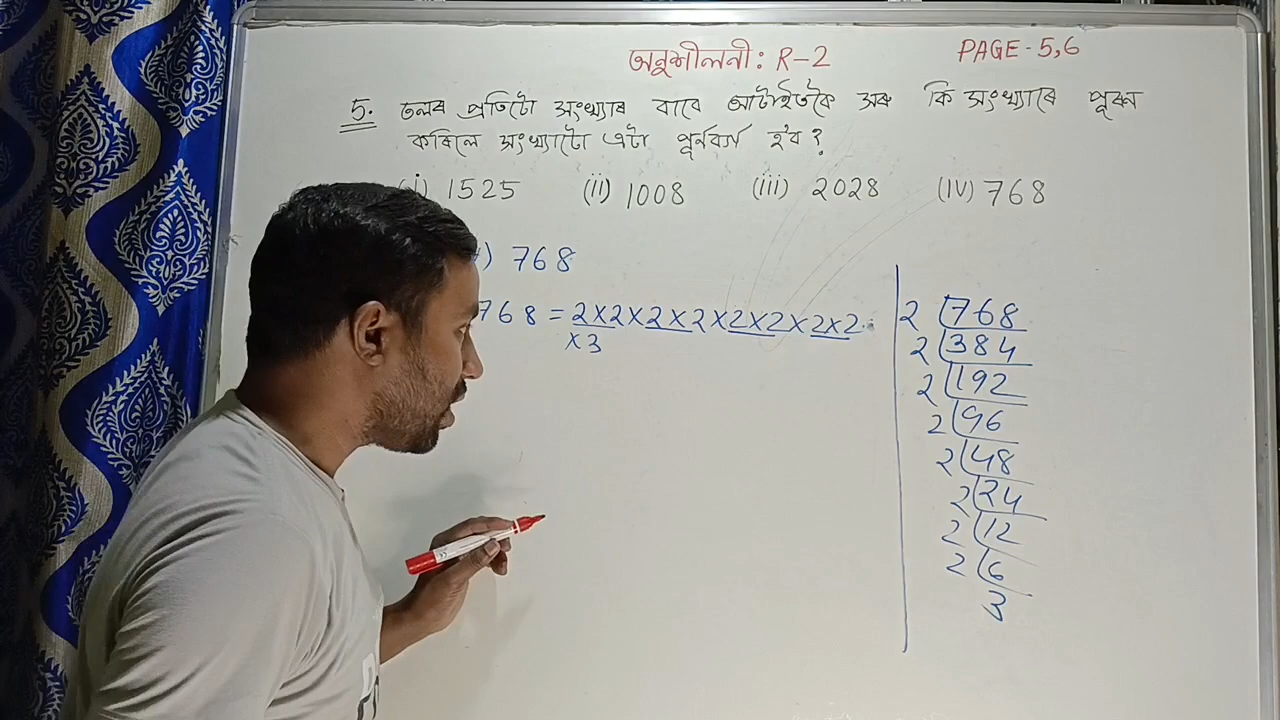 অনুশীলনী: R-2 PAGE-5,6
5. তলৰ প্ৰতিটো সংখ্যাৰ বাবে আটাইতকৈ সৰু কি সংখ্যাৰে পূৰণ
কৰিলে সংখ্যাটো এটা পূৰ্নবৰ্গ হ'ব ?
(i) 1525 (ii) 1008 (iii) 2028 (iv) 768
) 768
768 = 2×2×2×2×2×2×2×2
×3
2 768
2 384
2 192
2 96
2 48
2 24
2 12
2 6
3